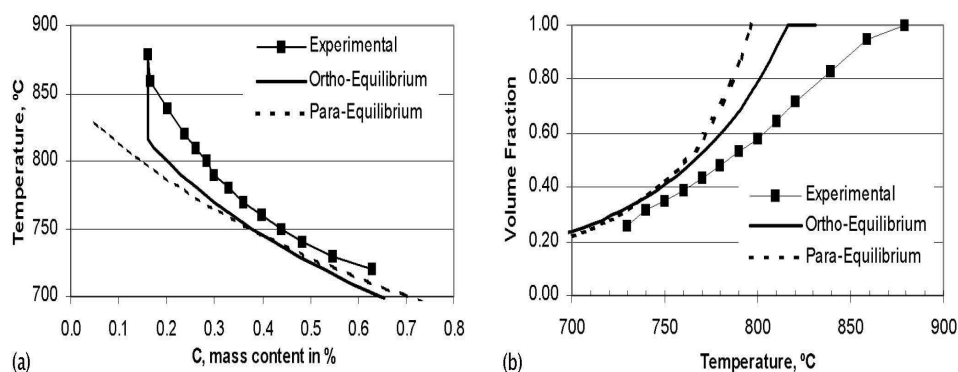 900
850
800
750
700
Temperature, ºC
Experimental
Ortho-Equilibrium
Para-Equilibrium
0.0 0.1 0.2 0.3 0.4 0.5 0.6 0.7 0.8
C, mass content in %
(a)
1.00
0.80
0.60
0.40
0.20
0.00
Volume Fraction
Experimental
Ortho-Equilibrium
Para-Equilibrium
700 750 800 850 900
Temperature, ºC
(b)